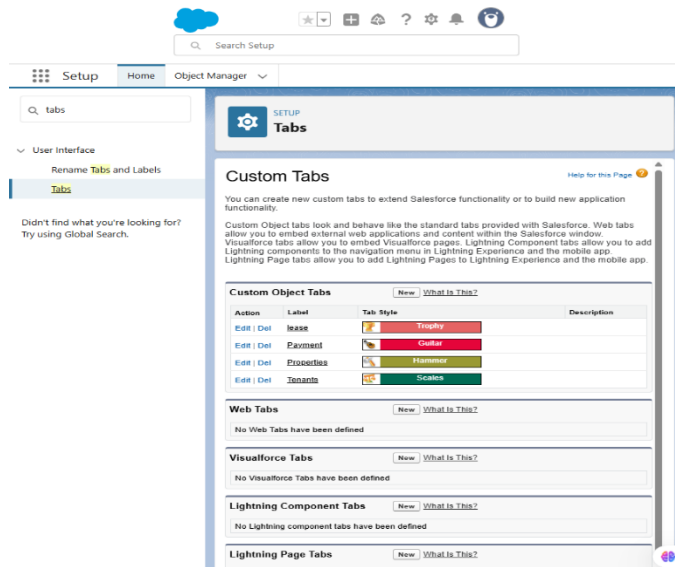 Search Setup
Setup
Home
Object Manager
tabs
User Interface
Rename Tabs and Labels
Tabs
Didn't find what you're looking for?
Try using Global Search.
SETUP
Tabs
Custom Tabs
Help for this Page
You can create new custom tabs to extend Salesforce functionality or to build new application
functionality.
Custom Object tabs look and behave like the standard tabs provided with Salesforce. Web tabs
allow you to embed external web applications and content within the Salesforce window.
Visualforce tabs allow you to embed Visualforce pages. Lightning Component tabs allow you to add
Lightning components to the navigation menu in Lightning Experience and the mobile app.
Lightning Page tabs allow you to add Lightning Pages to Lightning Experience and the mobile app.
Custom Object Tabs New What Is This?
Action Label Tab Style Description
Edit | Del lease Trophy
Edit | Del Payment Guitar
Edit | Del Properties Hammer
Edit | Del Tenants Scales
Web Tabs New What Is This?
No Web Tabs have been defined
Visualforce Tabs New What Is This?
No Visualforce Tabs have been defined
Lightning Component Tabs New What Is This?
No Lightning component tabs have been defined
Lightning Page Tabs New What Is This?